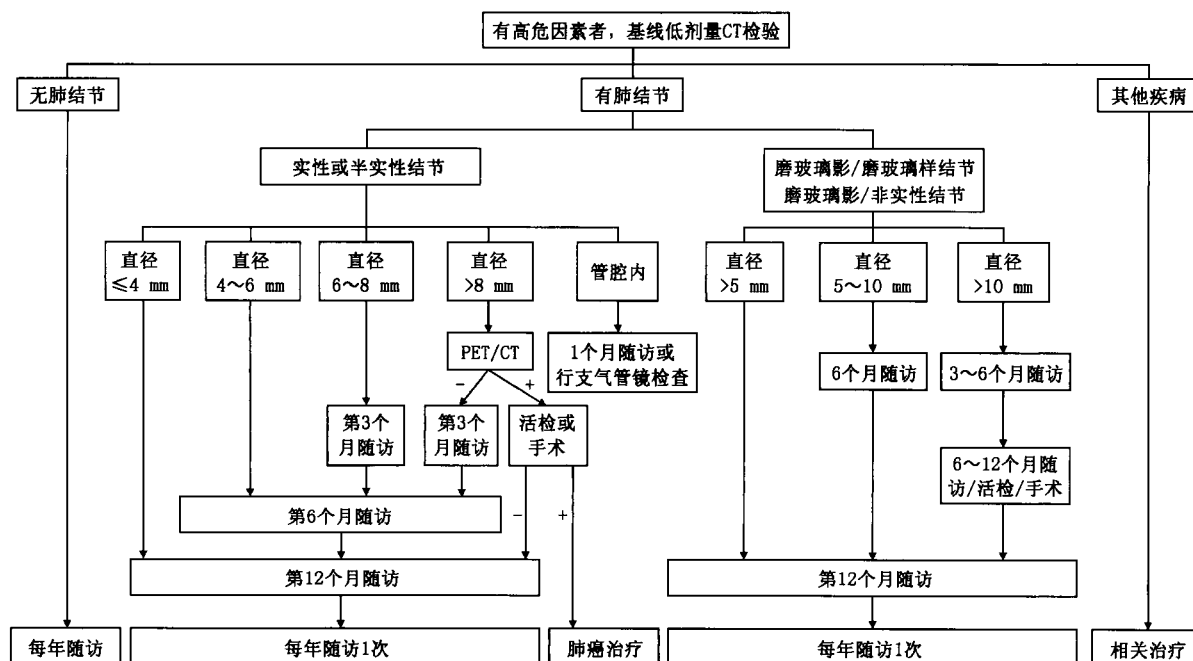 有高危因素者，基线低剂量CT检验
无肺结节
有肺结节
其他疾病
实性或半实性结节
磨玻璃影/磨玻璃样结节
磨玻璃影/非实性结节
直径
≤4 mm
直径
4～6 mm
直径
6～8 mm
直径
>8 mm
管腔内
直径
>5 mm
直径
5～10 mm
直径
>10 mm
PET/CT
1个月随访或
行支气管镜检查
6个月随访
3～6个月随访
－
＋
第3个
月随访
第3个
月随访
活检或
手术
6～12个月随
访/活检/手术
第6个月随访
－
＋
第12个月随访
第12个月随访
每年随访
每年随访1次
肺癌治疗
每年随访1次
相关治疗